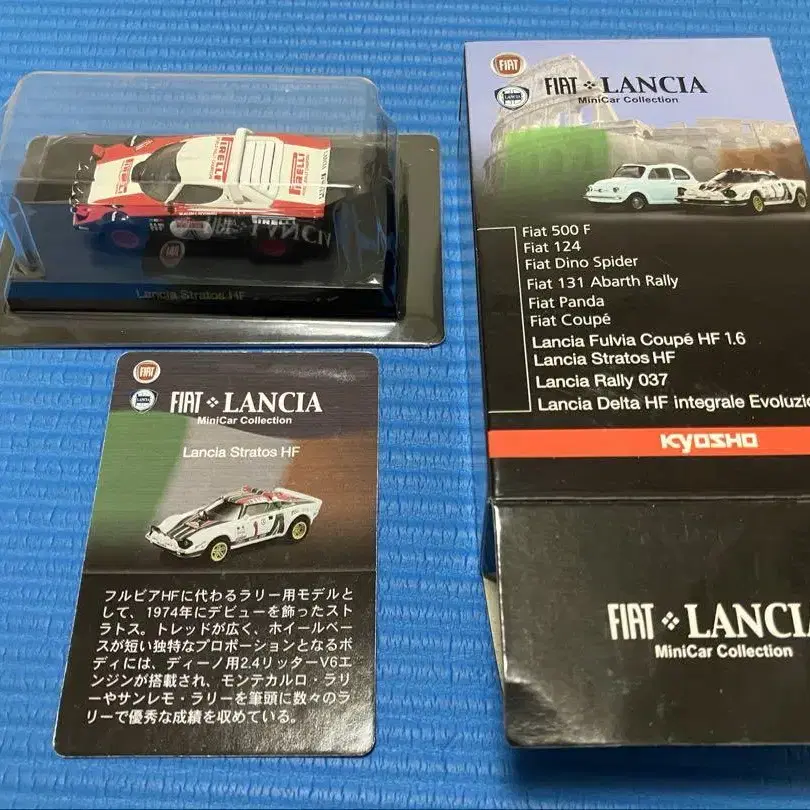 PIRELLI
PIRELLI
Lancia Stratos HF
FIAT
LANCIA
FIAT LANCIA
MiniCar Collection
Fiat 500 F
Fiat 124
Fiat Dino Spider
Fiat 131 Abarth Rally
Fiat Panda
Fiat Coupé
Lancia Fulvia Coupé HF 1.6
Lancia Stratos HF
Lancia Rally 037
Lancia Delta HF integrale
KYOSHO
FIAT
MiniCar Collection
FIAT
LANCIA
FIAT LANCIA
MiniCar Collection
Lancia Stratos HF
1
フルビアHFに代わるラリー用モデルと
して、1974年にデビューを飾ったスト
ラトス。トレッドが広く、ホイールベー
スが短い独特なプロポーションとなるボ
ディには、ディーノ用2.4リッターV6エ
ンジンが搭載され、モンテカルロ・ラリ
ーやサンレモ・ラリーを筆頭に数々のラ
リーで優秀な成績を収めている。